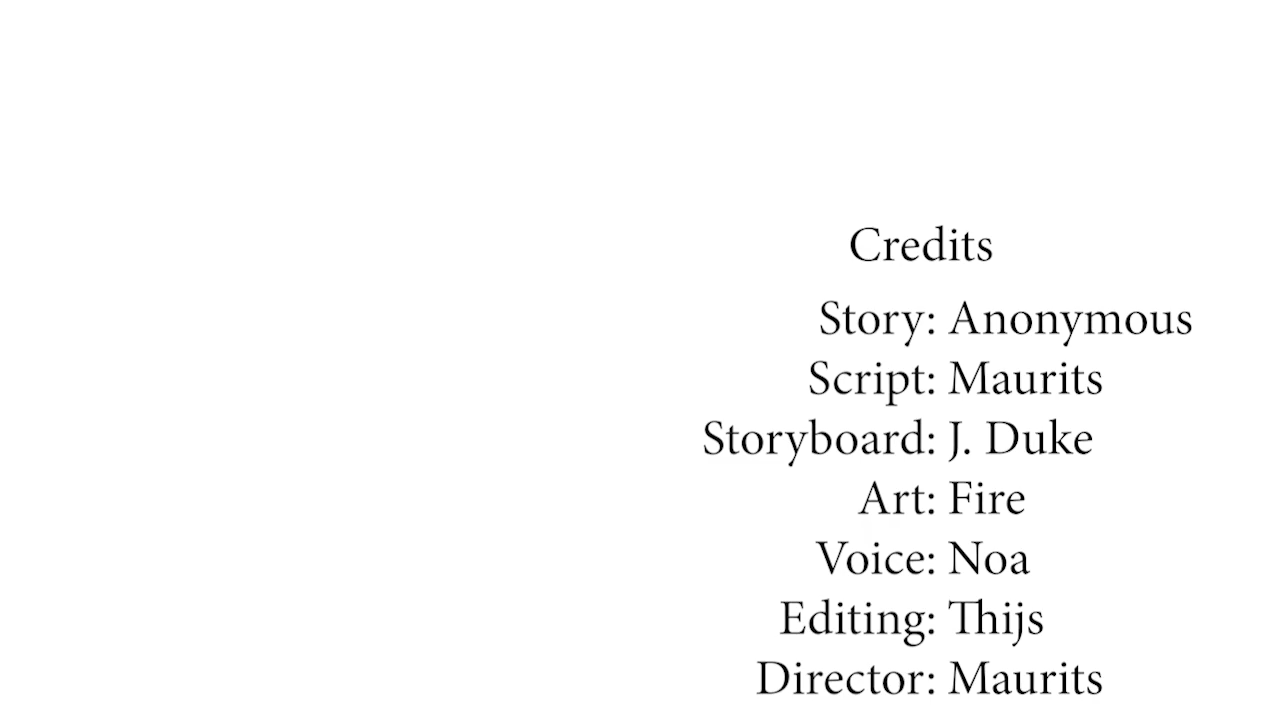 Credits
Story: Anonymous
Script: Maurits
Storyboard: J. Duke
Art: Fire
Voice: Noa
Editing: Thijs
Director: Maurits